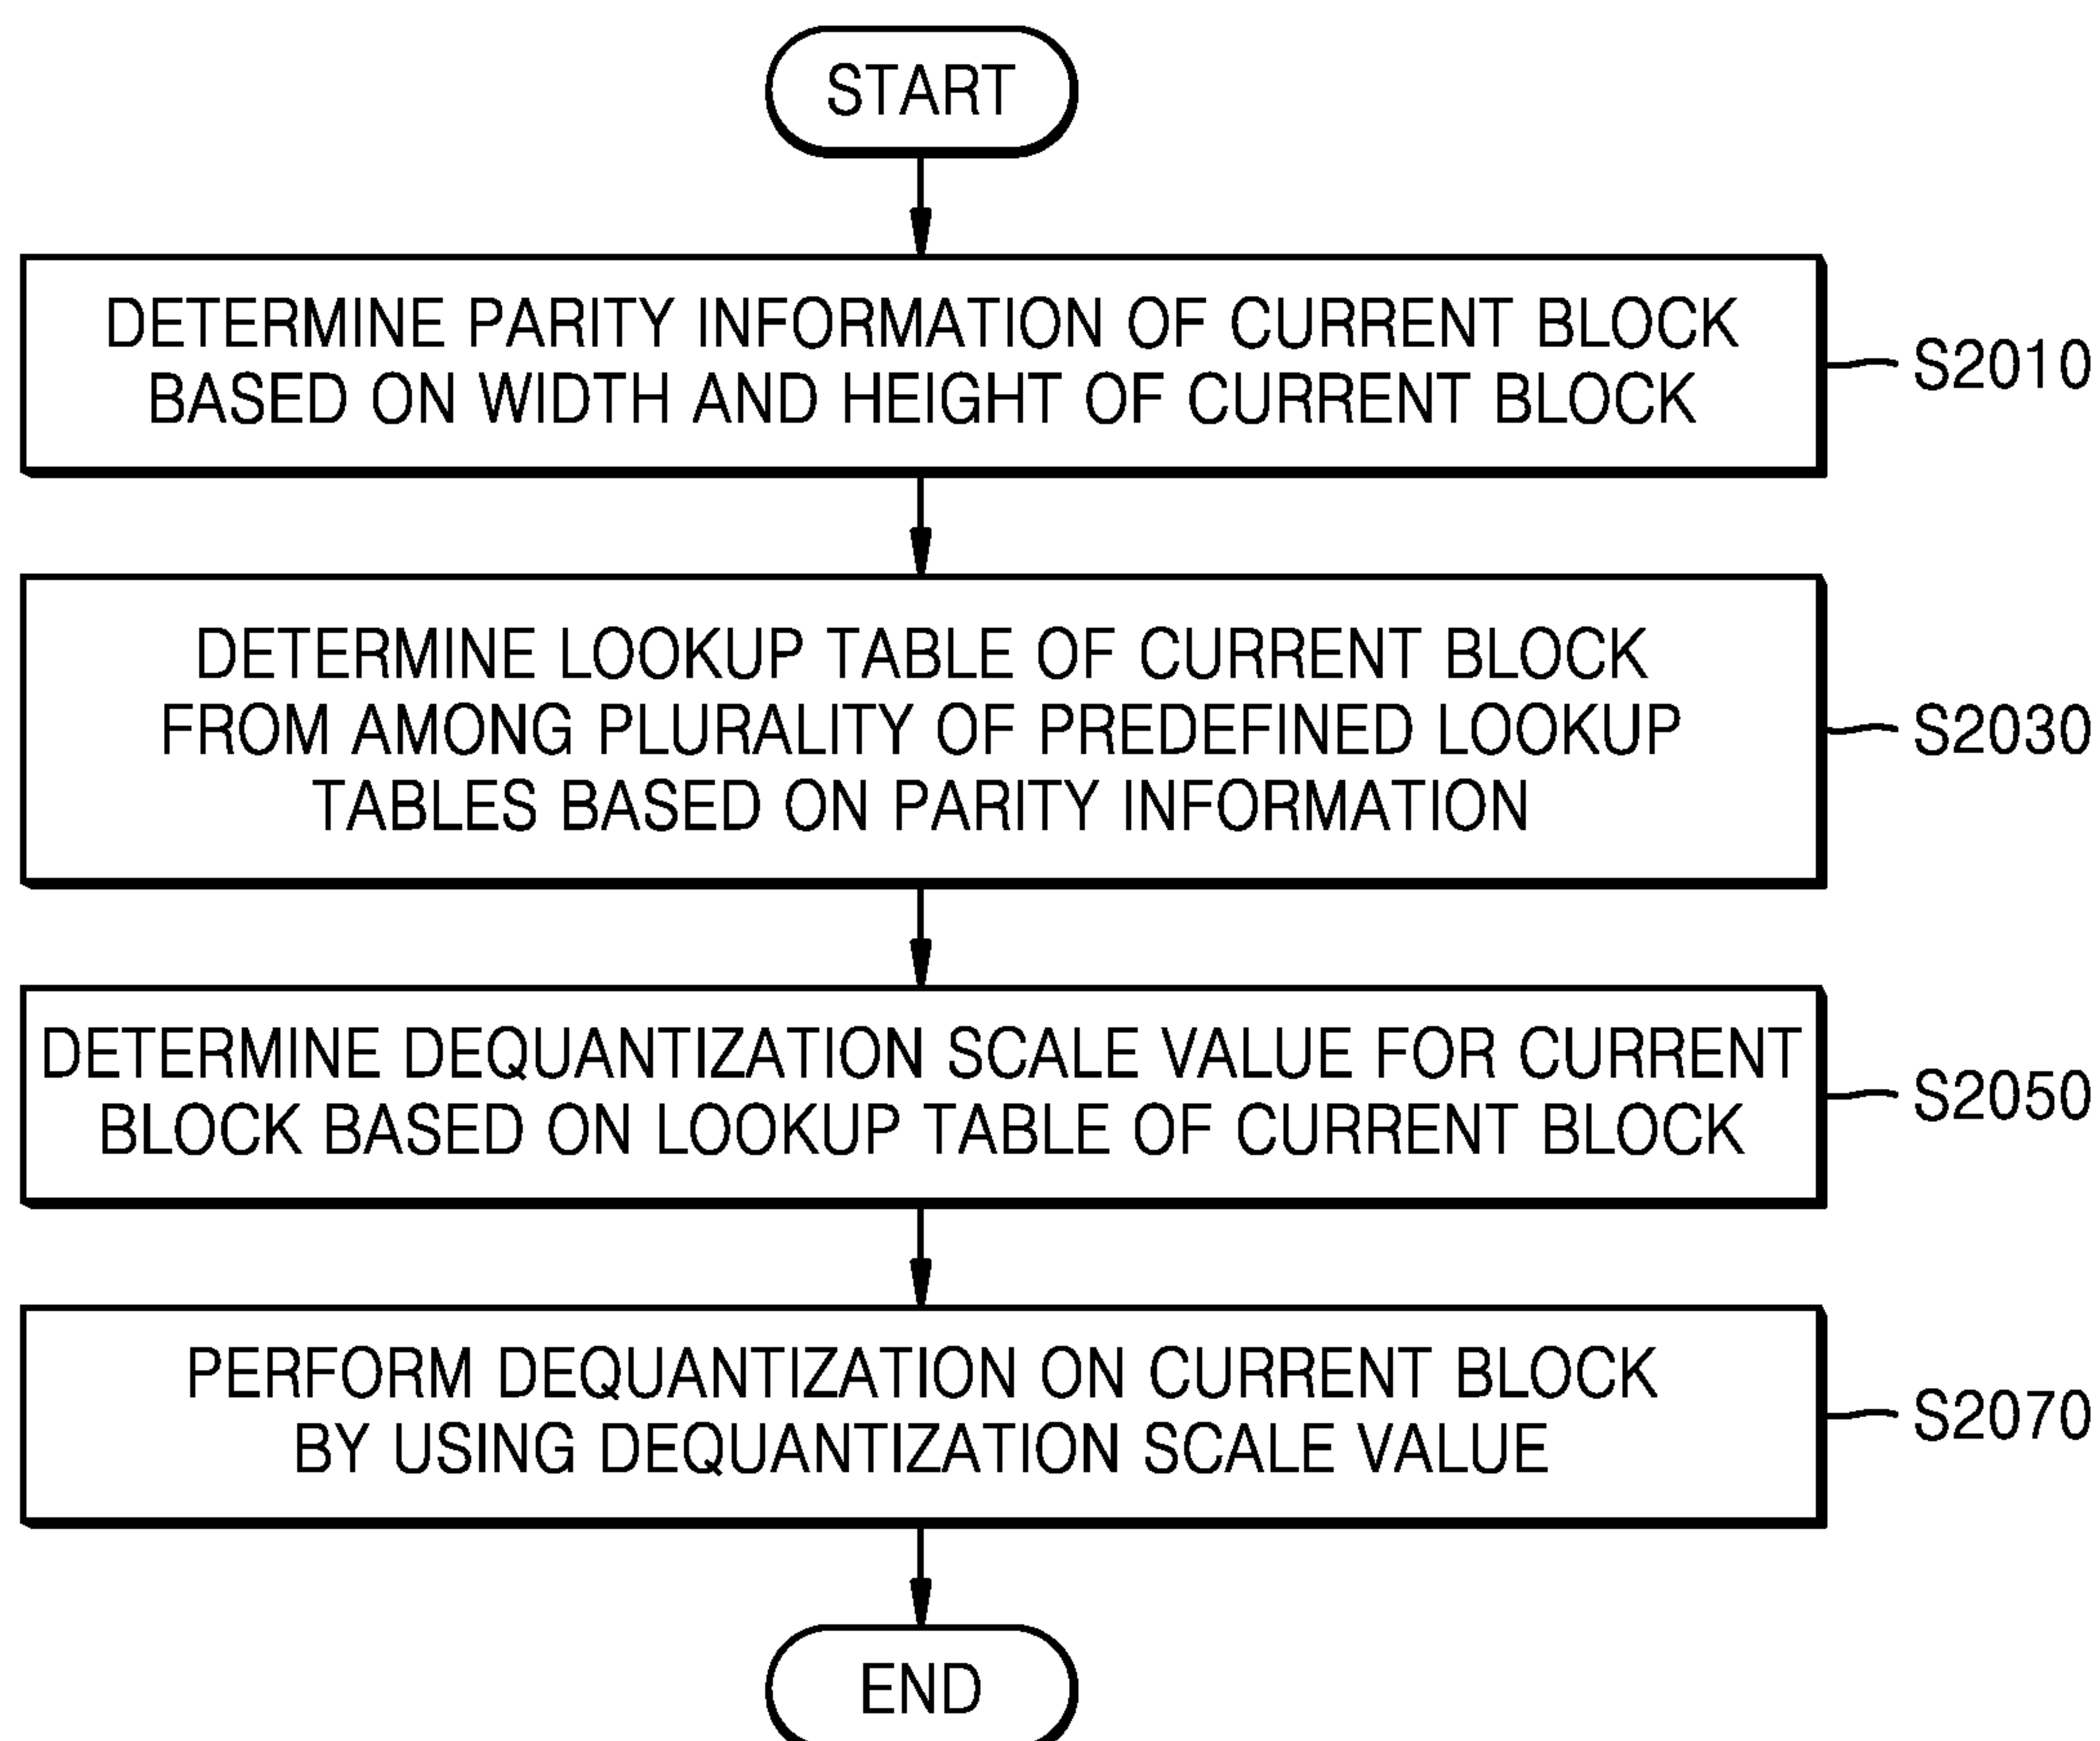 START
DETERMINE PARITY INFORMATION OF CURRENT BLOCK
BASED ON WIDTH AND HEIGHT OF CURRENT BLOCK
S2010
DETERMINE LOOKUP TABLE OF CURRENT BLOCK
FROM AMONG PLURALITY OF PREDEFINED LOOKUP
TABLES BASED ON PARITY INFORMATION
S2030
DETERMINE DEQUANTIZATION SCALE VALUE FOR CURRENT
BLOCK BASED ON LOOKUP TABLE OF CURRENT BLOCK
S2050
PERFORM DEQUANTIZATION ON CURRENT BLOCK
BY USING DEQUANTIZATION SCALE VALUE
S2070
END